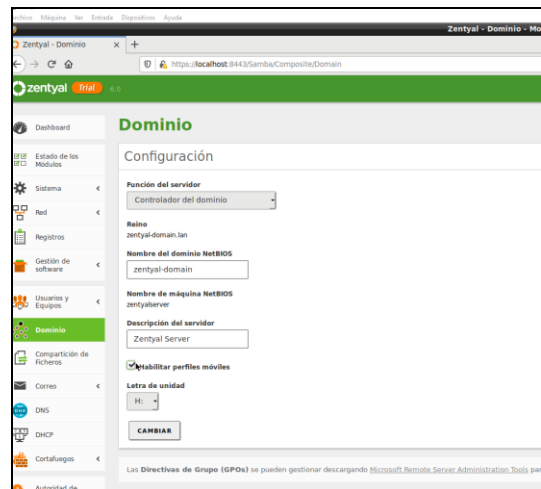 Archivo Máquina Ver Entrada Dispositivos Ayuda
Zentyal - Dominio - Mo
Zentyal - Dominio × +
https://localhost:8443/Samba/Composite/Domain
zentyal Trial 6.0
Dashboard
Estado de los
Módulos
Sistema
Red
Registros
Gestión de
software
Usuarios y
Equipos
Dominio
Compartición de
Ficheros
Correo
DNS
DHCP
Cortafuegos
Autoridad de
Dominio
Configuración
Función del servidor
Controlador del dominio
Reino
zentyal-domain.lan
Nombre del dominio NetBIOS
zentyal-domain
Nombre de máquina NetBIOS
zentyalserver
Descripción del servidor
Zentyal Server
Habilitar perfiles móviles
Letra de unidad
H:
CAMBIAR
Las Directivas de Grupo (GPOs) se pueden gestionar descargando Microsoft Remote Server Administration Tools par